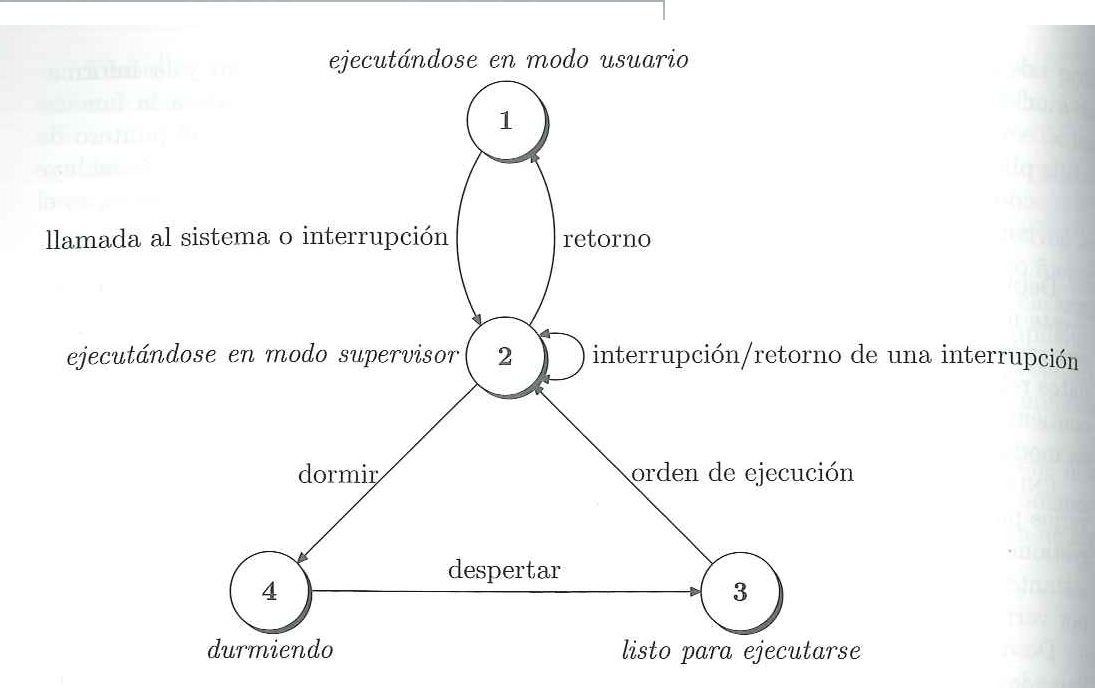 ejecutándose en modo usuario
1
llamada al sistema o interrupción
retorno
ejecutándose en modo supervisor
2
interrupción/retorno de una interrupción
dormir
orden de ejecución
despertar
4
3
durmiendo
listo para ejecutarse